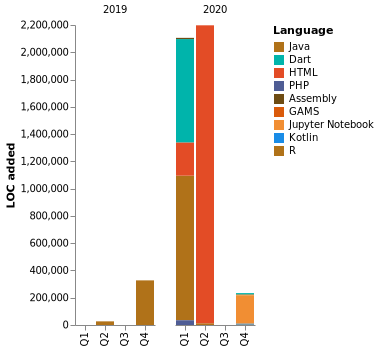 2019
2020
2,200,000
2,000,000
1,800,000
1,600,000
1,400,000
1,200,000
1,000,000
800,000
600,000
400,000
200,000
0
LOC added
Q1
Q2
Q3
Q4
Q1
Q2
Q3
Q4
Language
Java
Dart
HTML
PHP
Assembly
GAMS
Jupyter Notebook
Kotlin
R